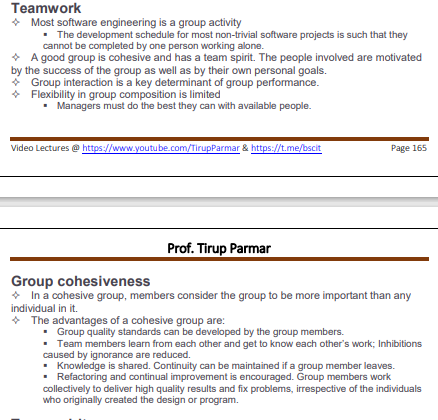 Teamwork
✧ Most software engineering is a group activity
▪ The development schedule for most non-trivial software projects is such that they
cannot be completed by one person working alone.
✧ A good group is cohesive and has a team spirit. The people involved are motivated
by the success of the group as well as by their own personal goals.
✧ Group interaction is a key determinant of group performance.
✧ Flexibility in group composition is limited
▪ Managers must do the best they can with available people.
Video Lectures @ https://www.youtube.com/TirupParmar & https://t.me/bscit Page 165
Prof. Tirup Parmar
Group cohesiveness
✧ In a cohesive group, members consider the group to be more important than any
individual in it.
✧ The advantages of a cohesive group are:
▪ Group quality standards can be developed by the group members.
▪ Team members learn from each other and get to know each other's work; Inhibitions
caused by ignorance are reduced.
▪ Knowledge is shared. Continuity can be maintained if a group member leaves.
▪ Refactoring and continual improvement is encouraged. Group members work
collectively to deliver high quality results and fix problems, irrespective of the individuals
who originally created the design or program.